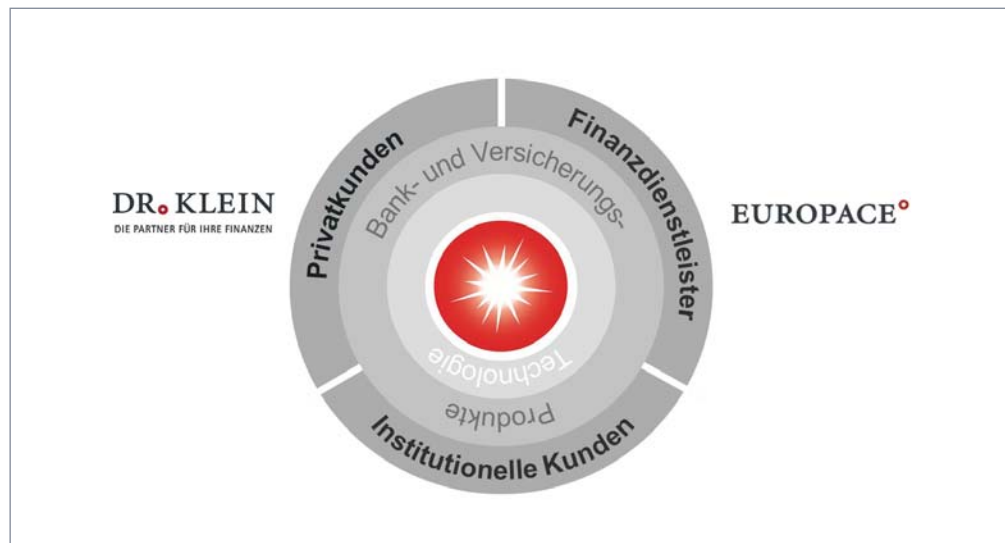 Privatkunden
Finanzdienstleister
Bank- und Versicherungs-
DR. KLEIN
DIE PARTNER FÜR IHRE FINANZEN
EUROPACE
Technologie
Produkte
Institutionelle Kunden